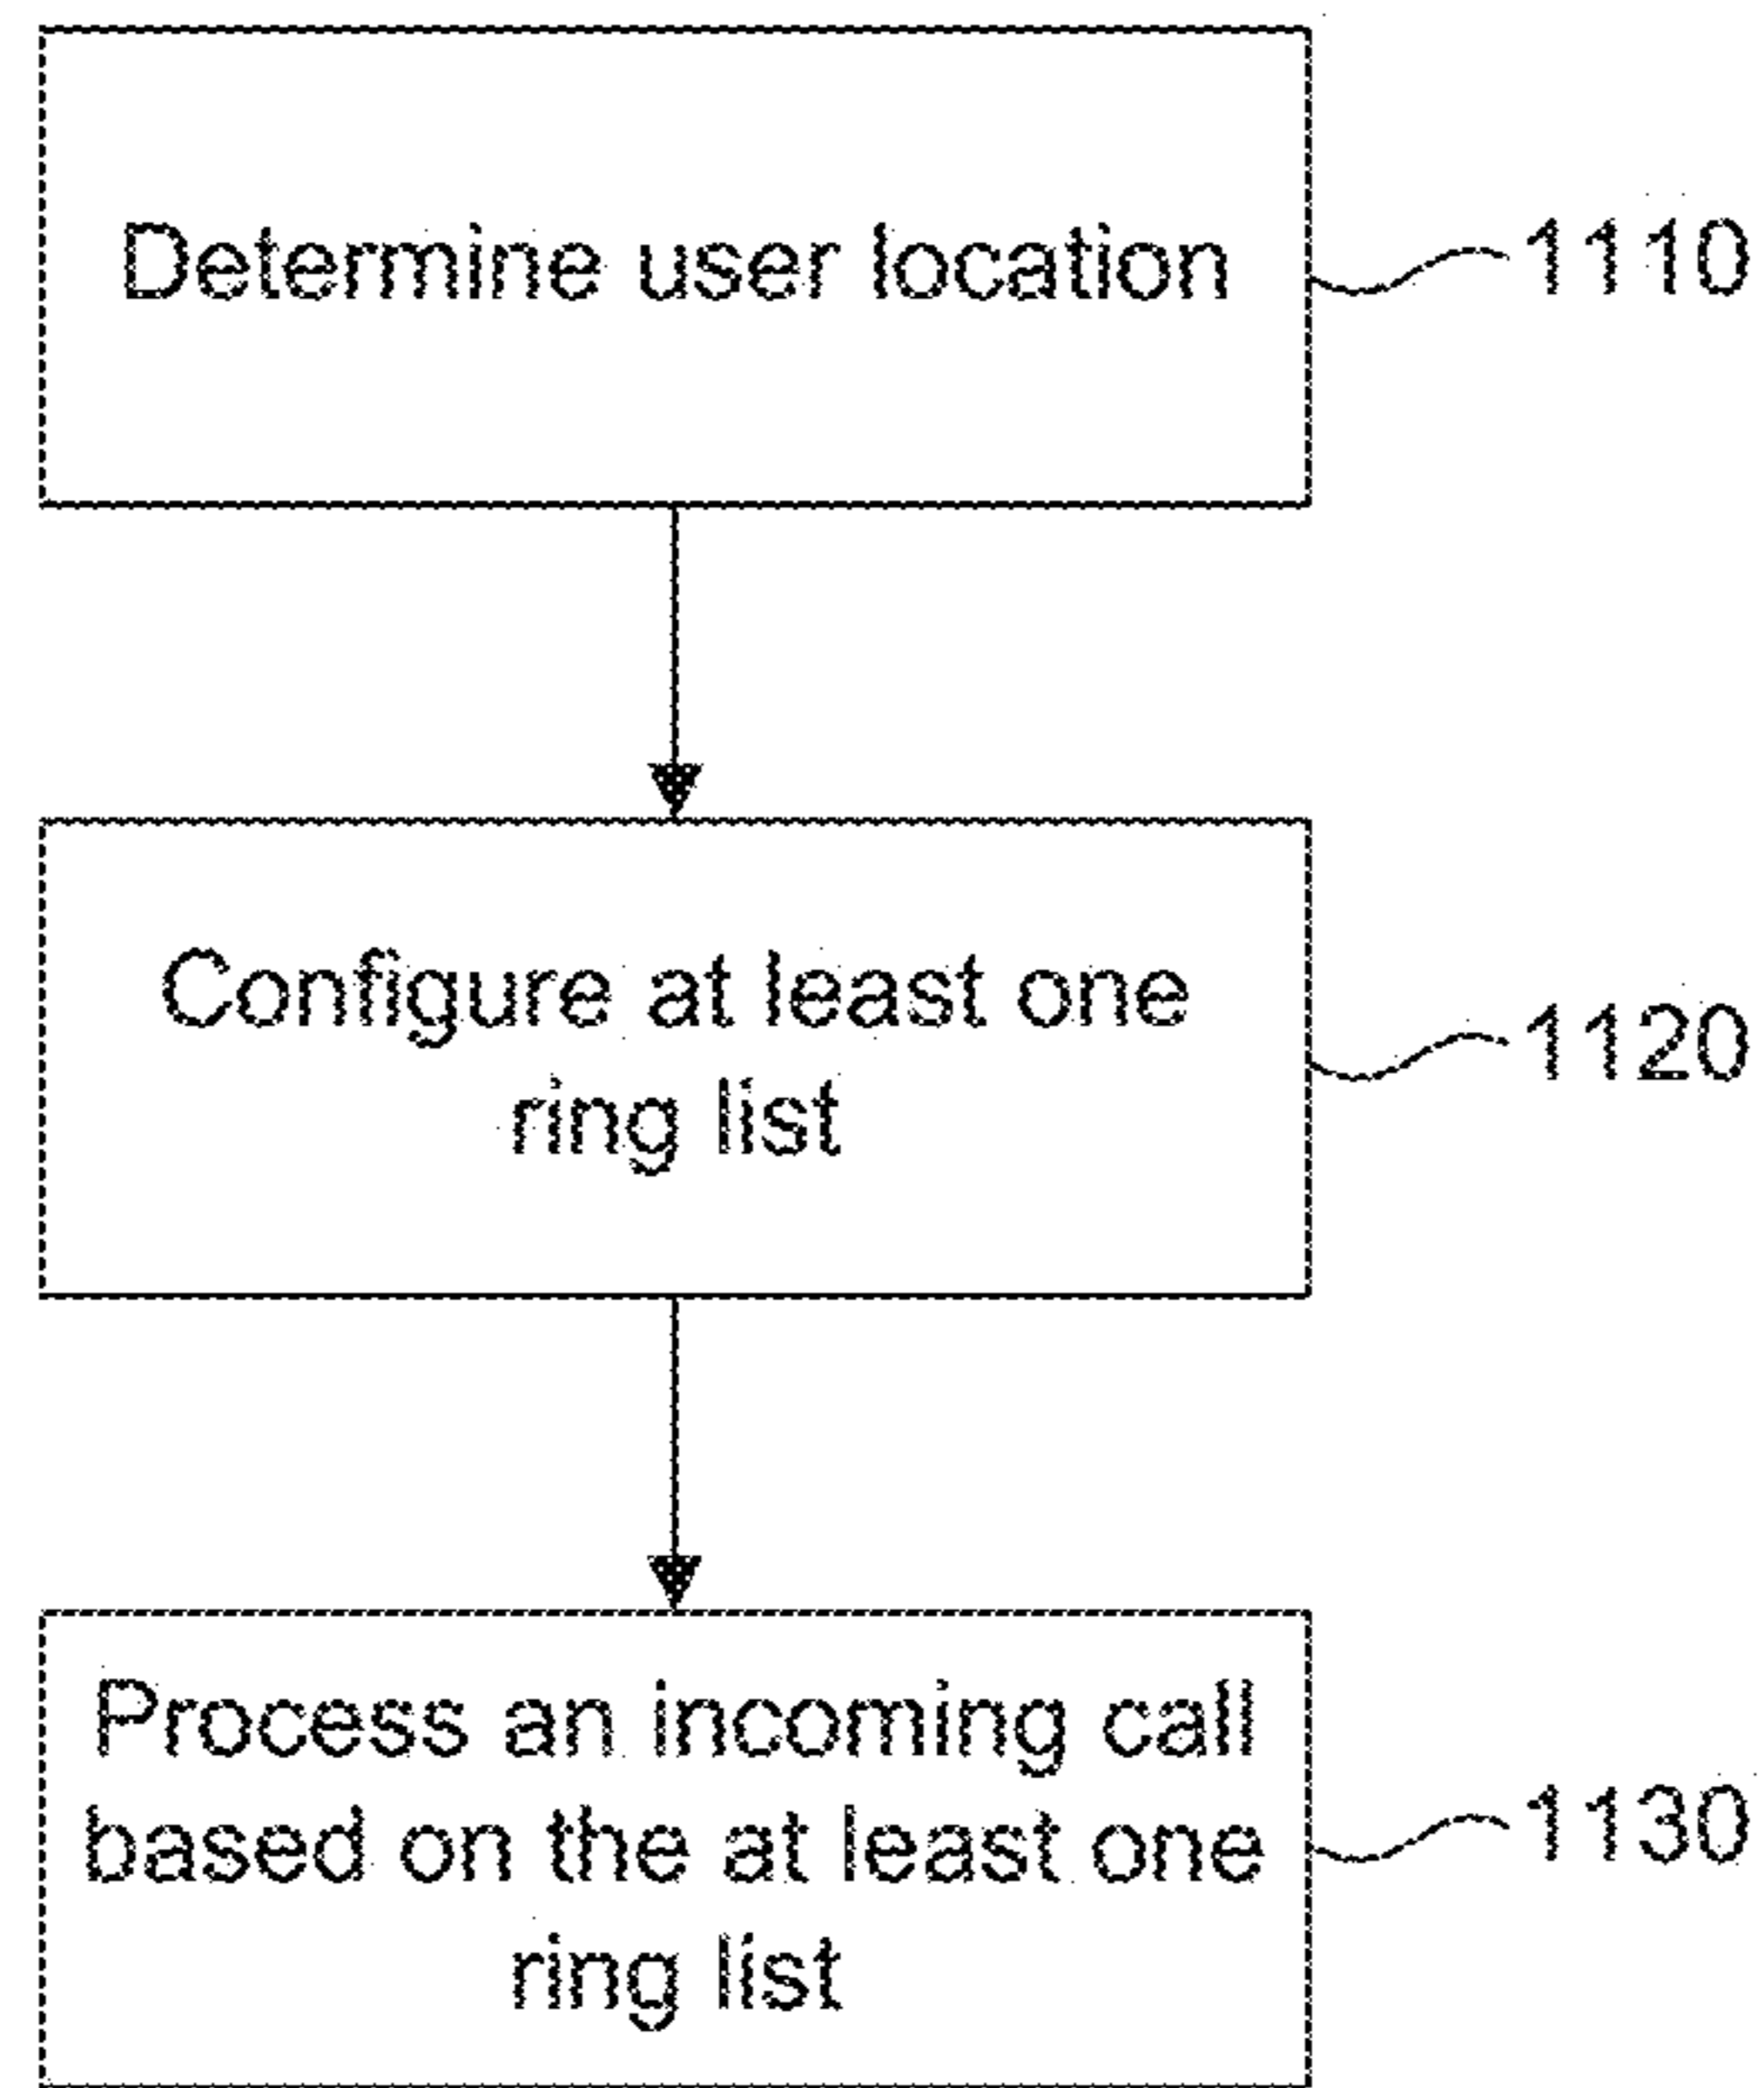 Determine user location
1110
Configure at least one
ring list
1120
Process an incoming call
based on the at least one
ring list
1130